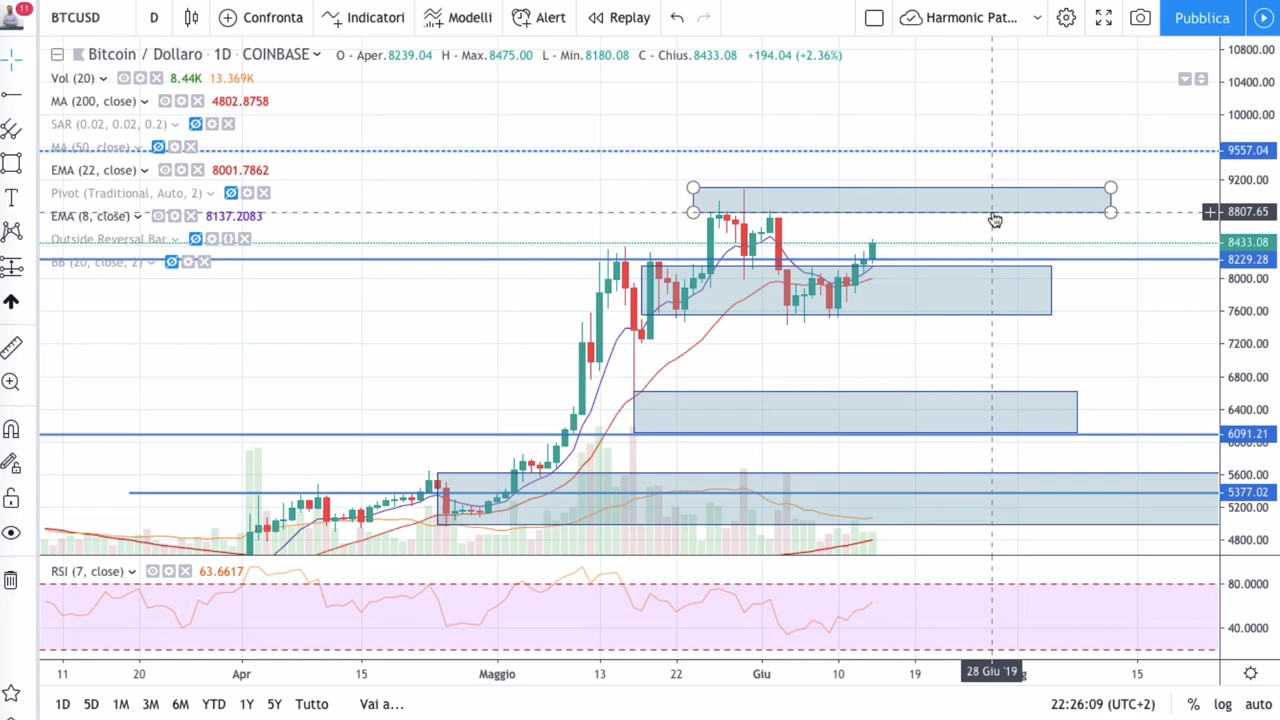 11
BTCUSD D Confronta Indicatori Modelli Alert Replay Harmonic Pat... Pubblica
Bitcoin / Dollaro · 1D · COINBASE O - Aper.8239.04 H - Max.8475.00 L - Min.8180.08 C - Chius.8433.08 +194.04 (+2.36%)
Vol (20) 8.44K 13.369K
MA (200, close) 4802.8758
SAR (0.02, 0.02, 0.2)
MA (50, close)
EMA (22, close) 8001.7862
Pivot (Traditional, Auto, 2)
EMA (8, close) 8137.2083
Outside Reversal Bar
BB (20, close, 2)
10800.00
10400.00
10000.00
9557.04
9200.00
8807.65
8433.08
8229.28
8000.00
7600.00
7200.00
6800.00
6400.00
6091.21
6000.00
5600.00
5377.02
5200.00
4800.00
RSI (7, close) 63.6617
80.0000
40.0000
11 20 Apr 15 Maggio 13 22 Giu 10 19 28 Giu '19 15
1D 5D 1M 3M 6M YTD 1Y 5Y Tutto Vai a... 22:26:09 (UTC+2) % log auto